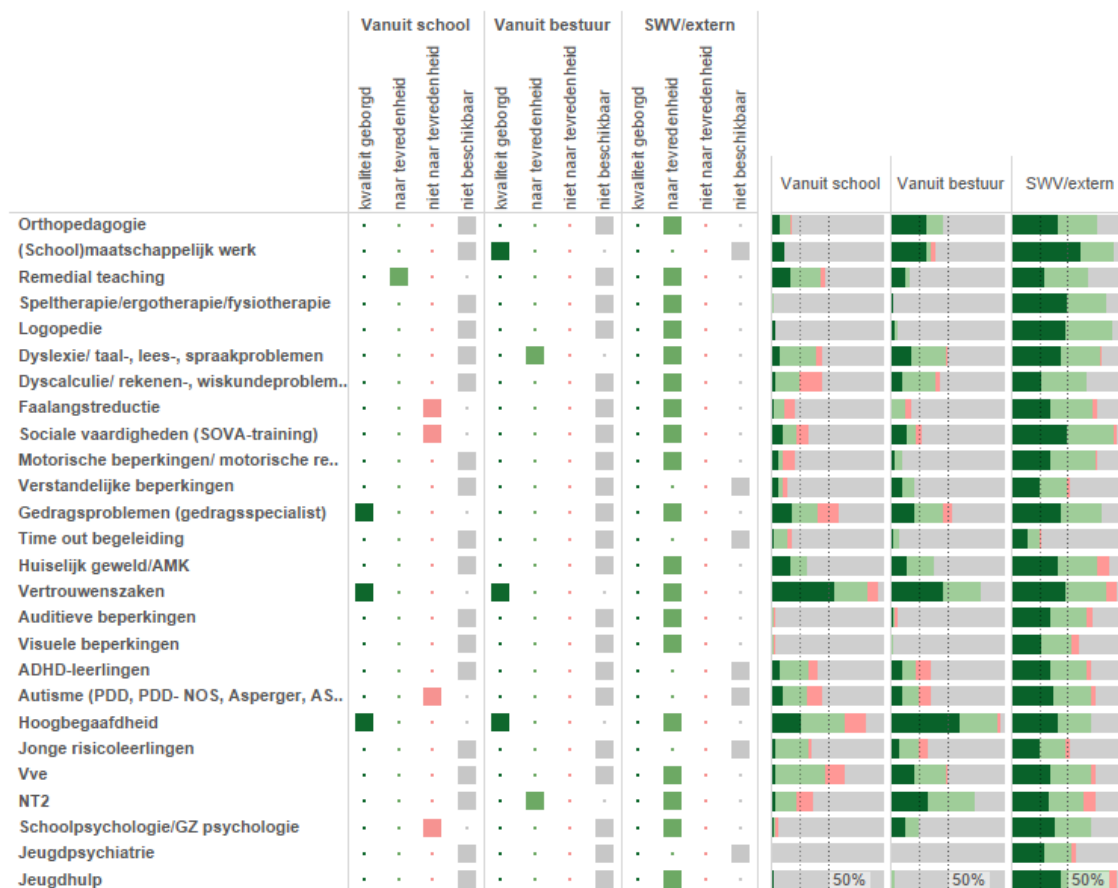 Vanuit school Vanuit bestuur SWV/extern
kwaliteit geborgd
naar tevredenheid
niet naar tevredenheid
niet beschikbaar
kwaliteit geborgd
naar tevredenheid
niet naar tevredenheid
niet beschikbaar
kwaliteit geborgd
naar tevredenheid
niet naar tevredenheid
niet beschikbaar
Vanuit school Vanuit bestuur SWV/extern
Orthopedagogie
(School)maatschappelijk werk
Remedial teaching
Speltherapie/ergotherapie/fysiotherapie
Logopedie
Dyslexie/ taal-, lees-, spraakproblemen
Dyscalculie/ rekenen-, wiskundeproblem..
Faalangstreductie
Sociale vaardigheden (SOVA-training)
Motorische beperkingen/ motorische re..
Verstandelijke beperkingen
Gedragsproblemen (gedragsspecialist)
Time out begeleiding
Huiselijk geweld/AMK
Vertrouwenszaken
Auditieve beperkingen
Visuele beperkingen
ADHD-leerlingen
Autisme (PDD, PDD- NOS, Asperger, AS..
Hoogbegaafdheid
Jonge risicoleerlingen
Vve
NT2
Schoolpsychologie/GZ psychologie
Jeugdpsychiatrie
Jeugdhulp 50% 50% 50%